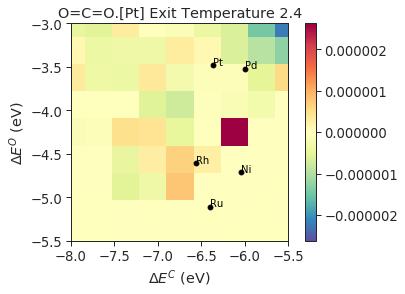 O=C=O.[Pt] Exit Temperature 2.4
−3.0
−3.5
−4.0
−4.5
−5.0
−5.5
ΔE^O (eV)
−8.0 −7.5 −7.0 −6.5 −6.0 −5.5
ΔE^C (eV)
Pt
Pd
Rh
Ni
Ru
0.000002
0.000001
0.000000
−0.000001
−0.000002